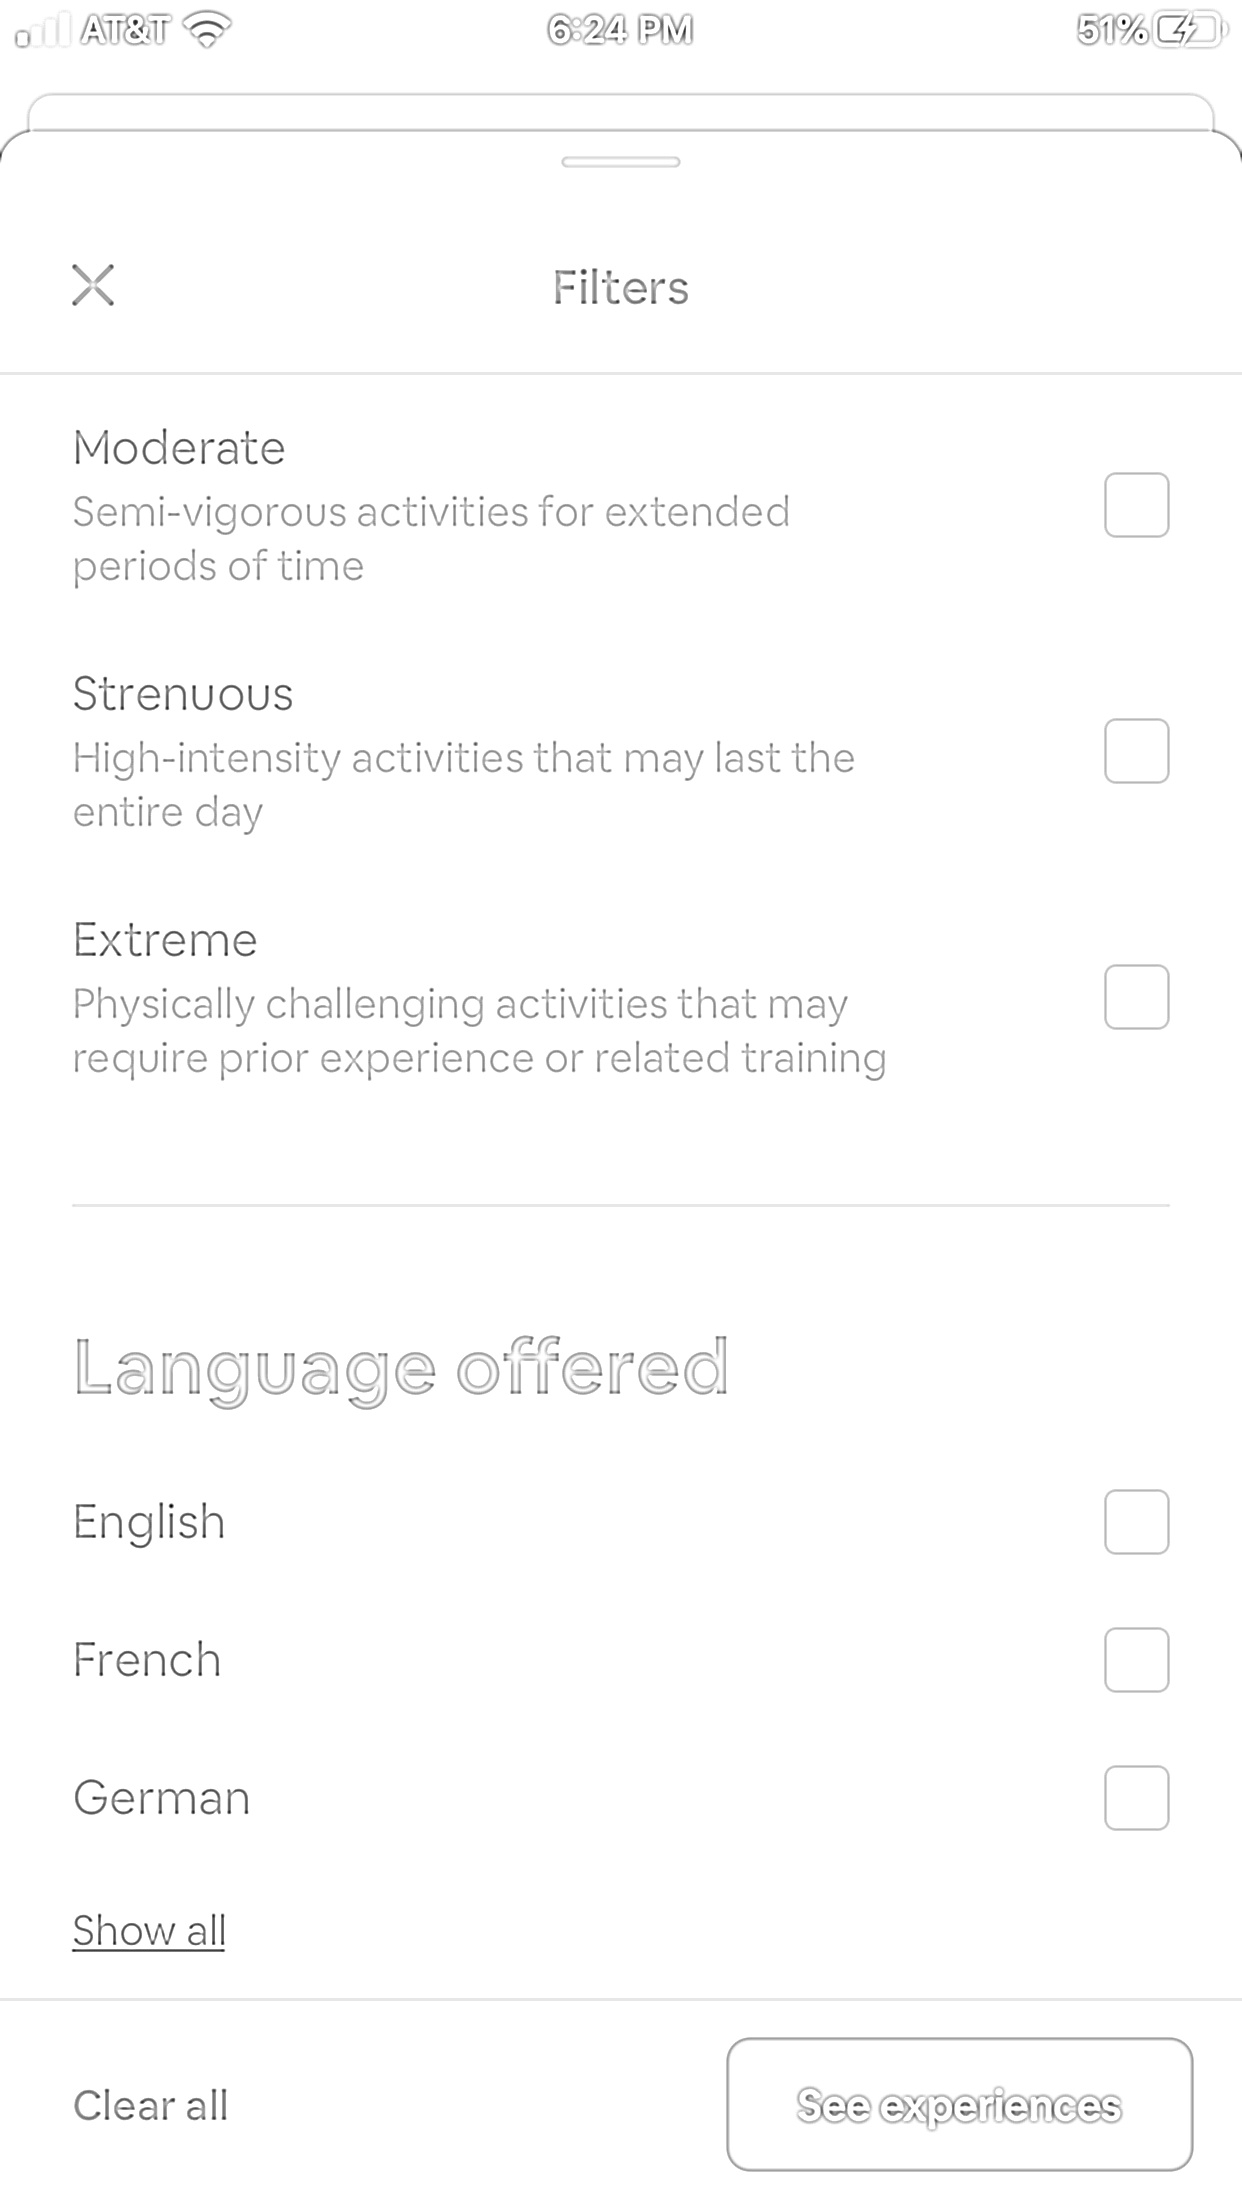 AT&T 6:24 PM 51%
Filters
Moderate
Semi-vigorous activities for extended
periods of time
Strenuous
High-intensity activities that may last the
entire day
Extreme
Physically challenging activities that may
require prior experience or related training
Language offered
English
French
German
Show all
Clear all See experiences